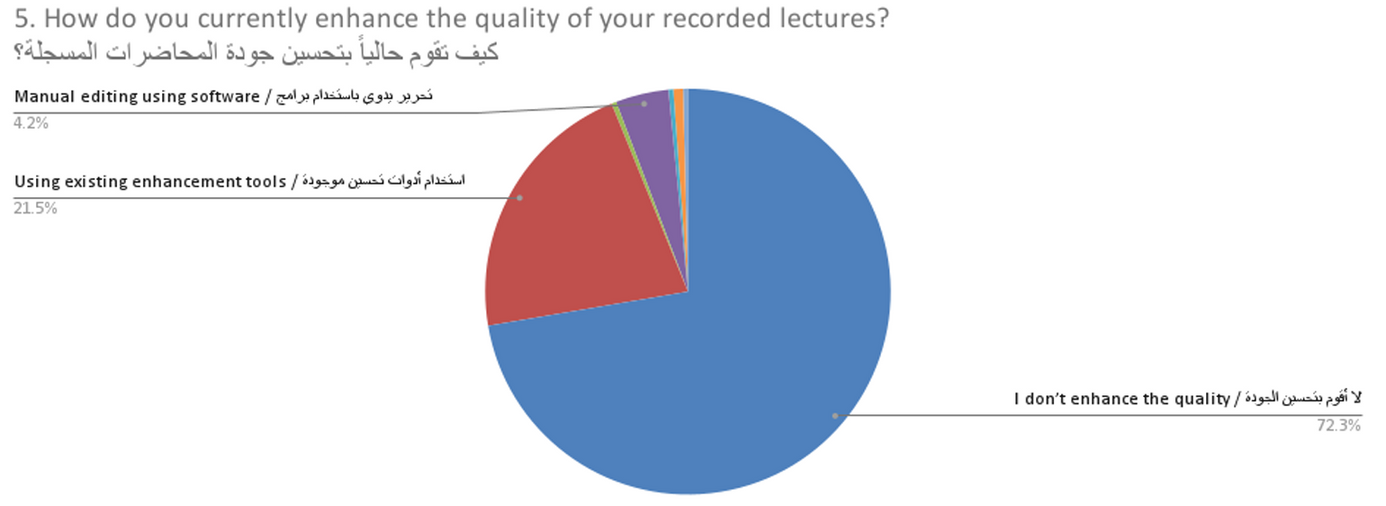 5. How do you currently enhance the quality of your recorded lectures?
كيف تقوم حالياً بتحسين جودة المحاضرات المسجلة؟
Manual editing using software / تحرير يدوي باستخدام برامج
4.2%
Using existing enhancement tools / استخدام أدوات تحسين موجودة
21.5%
I don’t enhance the quality / لا أقوم بتحسين الجودة
72.3%